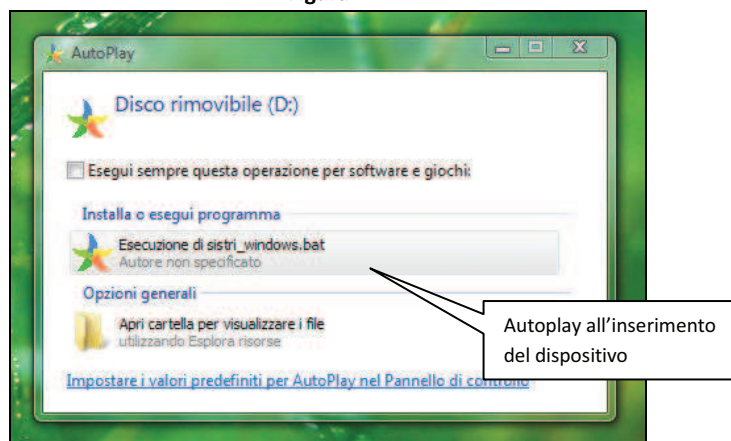 AutoPlay
Disco rimovibile (D:)
Esegui sempre questa operazione per software e giochi:
Installa o esegui programma
Esecuzione di sistri_windows.bat
Autore non specificato
Opzioni generali
Apri cartella per visualizzare i file
utilizzando Esplora risorse
Autoplay all’inserimento
del dispositivo
Impostare i valori predefiniti per AutoPlay nel Pannello di controllo